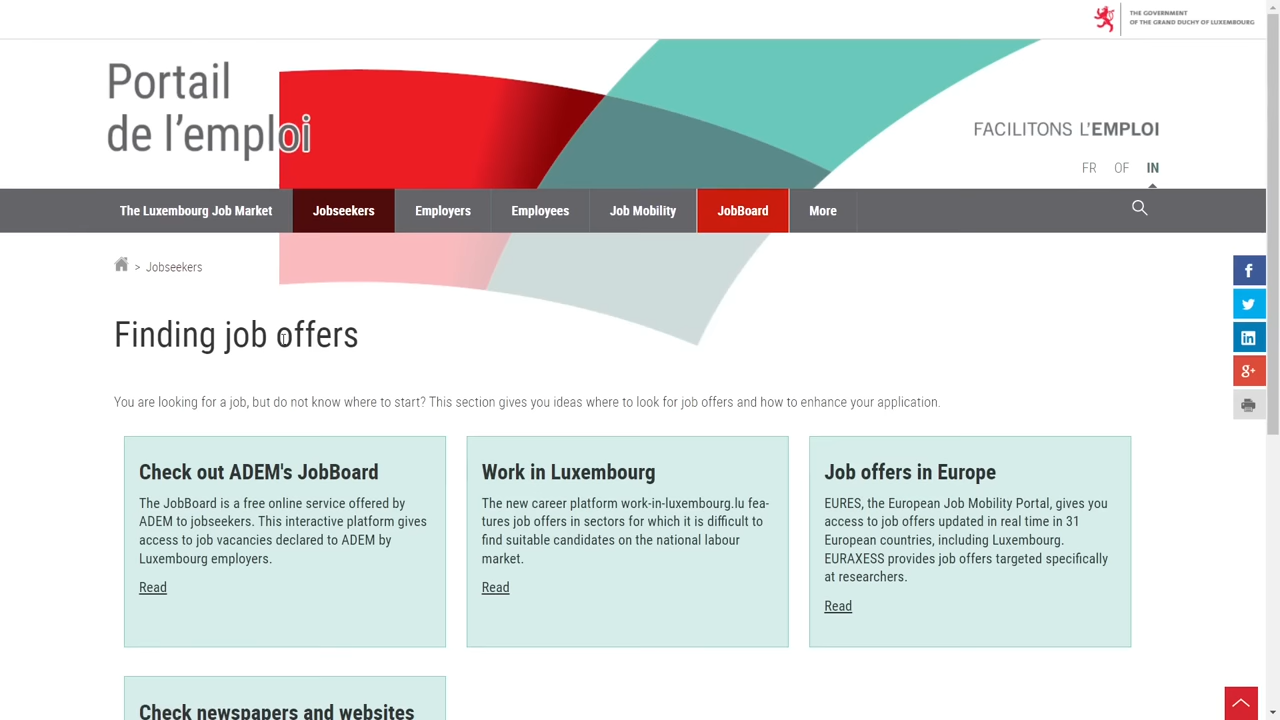 THE GOVERNMENT
OF THE GRAND DUCHY OF LUXEMBOURG
Portail
de l'emploi
FACILITONS L'EMPLOI
FR OF IN
The Luxembourg Job Market Jobseekers Employers Employees Job Mobility JobBoard More
> Jobseekers
Finding job offers
You are looking for a job, but do not know where to start? This section gives you ideas where to look for job offers and how to enhance your application.
Check out ADEM's JobBoard
The JobBoard is a free online service offered by
ADEM to jobseekers. This interactive platform gives
access to job vacancies declared to ADEM by
Luxembourg employers.
Read
Work in Luxembourg
The new career platform work-in-luxembourg.lu fea-
tures job offers in sectors for which it is difficult to
find suitable candidates on the national labour
market.
Read
Job offers in Europe
EURES, the European Job Mobility Portal, gives you
access to job offers updated in real time in 31
European countries, including Luxembourg.
EURAXESS provides job offers targeted specifically
at researchers.
Read
Check newspapers and websites